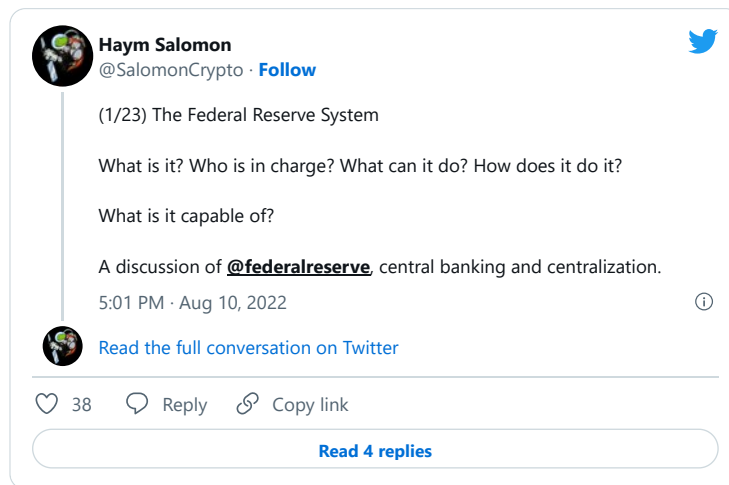 Haym Salomon
@SalomonCrypto · Follow
(1/23) The Federal Reserve System
What is it? Who is in charge? What can it do? How does it do it?
What is it capable of?
A discussion of @federalreserve, central banking and centralization.
5:01 PM · Aug 10, 2022
Read the full conversation on Twitter
38 Reply Copy link
Read 4 replies